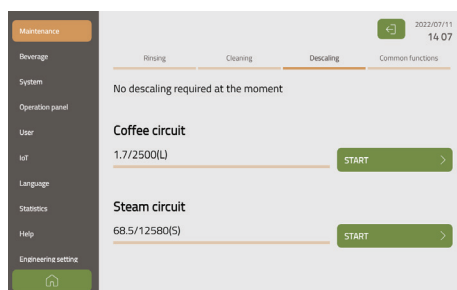 Maintenance
Beverage
System
Operation panel
User
IoT
Language
Statistics
Help
Engineering setting
2022/07/11
14 07
Rinsing
Cleaning
Descaling
Common functions
No descaling required at the moment
Coffee circuit
1.7/2500(L)
START
Steam circuit
68.5/12580(S)
START